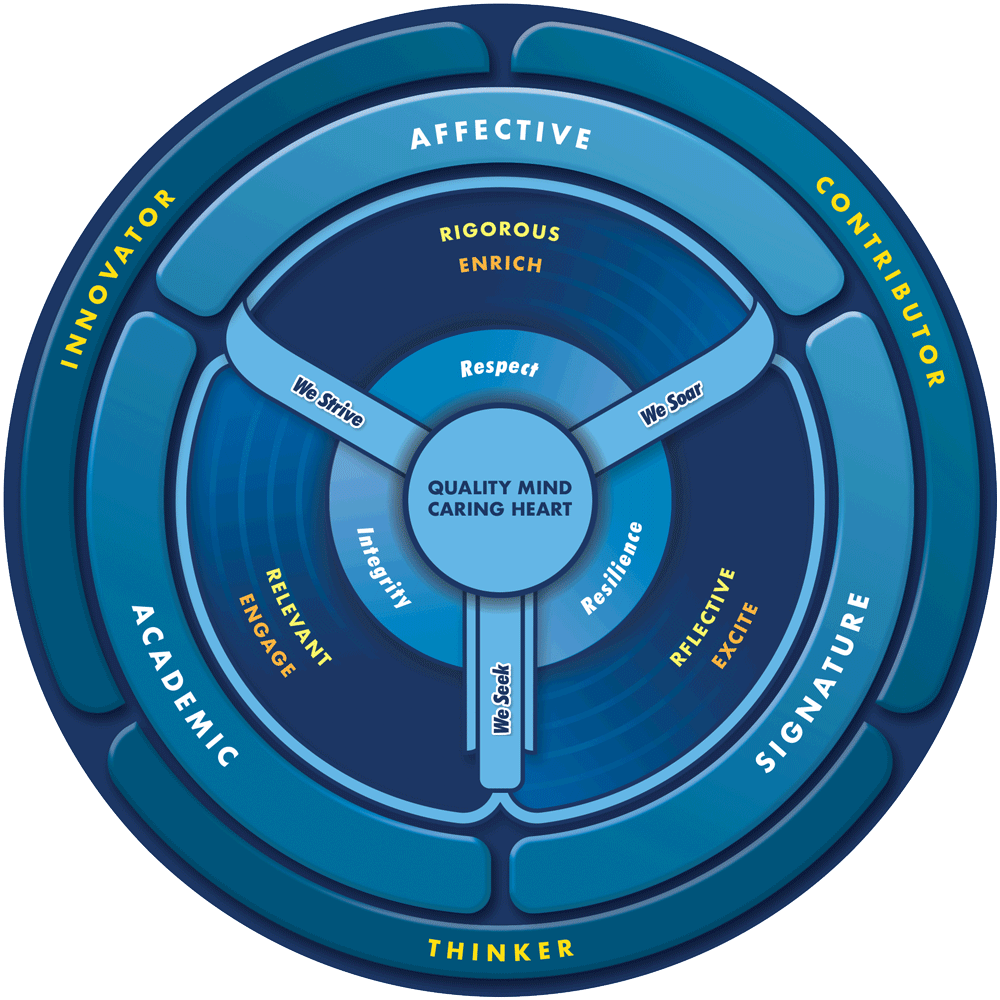 AFFECTIVE
INNOVATOR
CONTRIBUTOR
RIGOROUS
ENRICH
Respect
We Strive
We Soar
QUALITY MIND
CARING HEART
Integrity
Resilience
RELEVANT
ENGAGE
RFLECTIVE
EXCITE
We Seek
ACADEMIC
SIGNATURE
THINKER